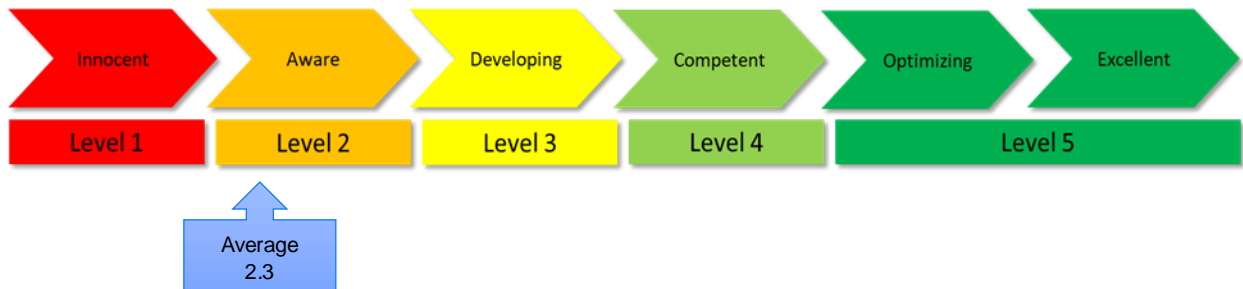 Innocent Aware Developing Competent Optimizing Excellent
Level 1 Level 2 Level 3 Level 4 Level 5
Average
2.3